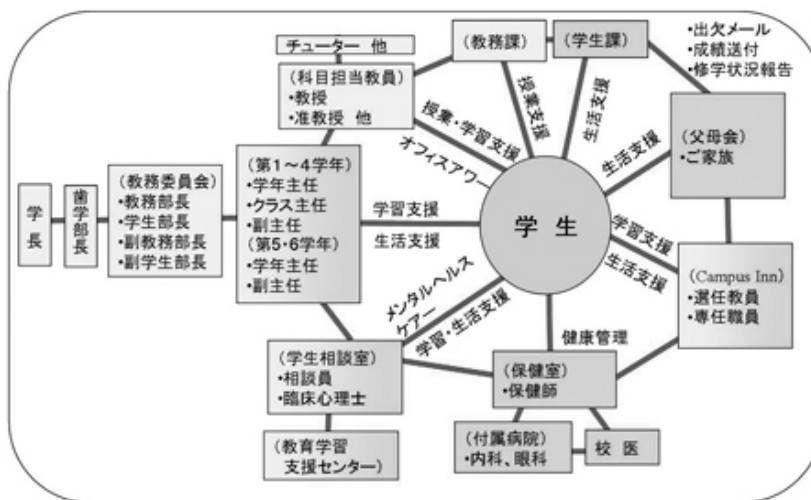 チューター 他
(科目担当教員)
•教授
•准教授 他
(教務課)
(学生課)
•出欠メール
•成績送付
•修学状況報告
授業支援
生活支援
授業・学習支援
オフィスアワー
生活支援
(父母会)
•ご家族
学長
歯学部長
(教務委員会)
•教務部長
•学生部長
•副教務部長
•副学生部長
(第1～4学年)
•学年主任
•クラス主任
•副主任
(第5・6学年)
•学年主任
•副主任
学習支援
生活支援
学 生
学習支援
生活支援
(Campus Inn)
•選任教員
•専任職員
メンタルヘルス
ケアー
学習・生活支援
健康管理
(学生相談室)
•相談員
•臨床心理士
(保健室)
•保健師
(教育学習
支援センター)
(付属病院)
•内科、眼科
校 医